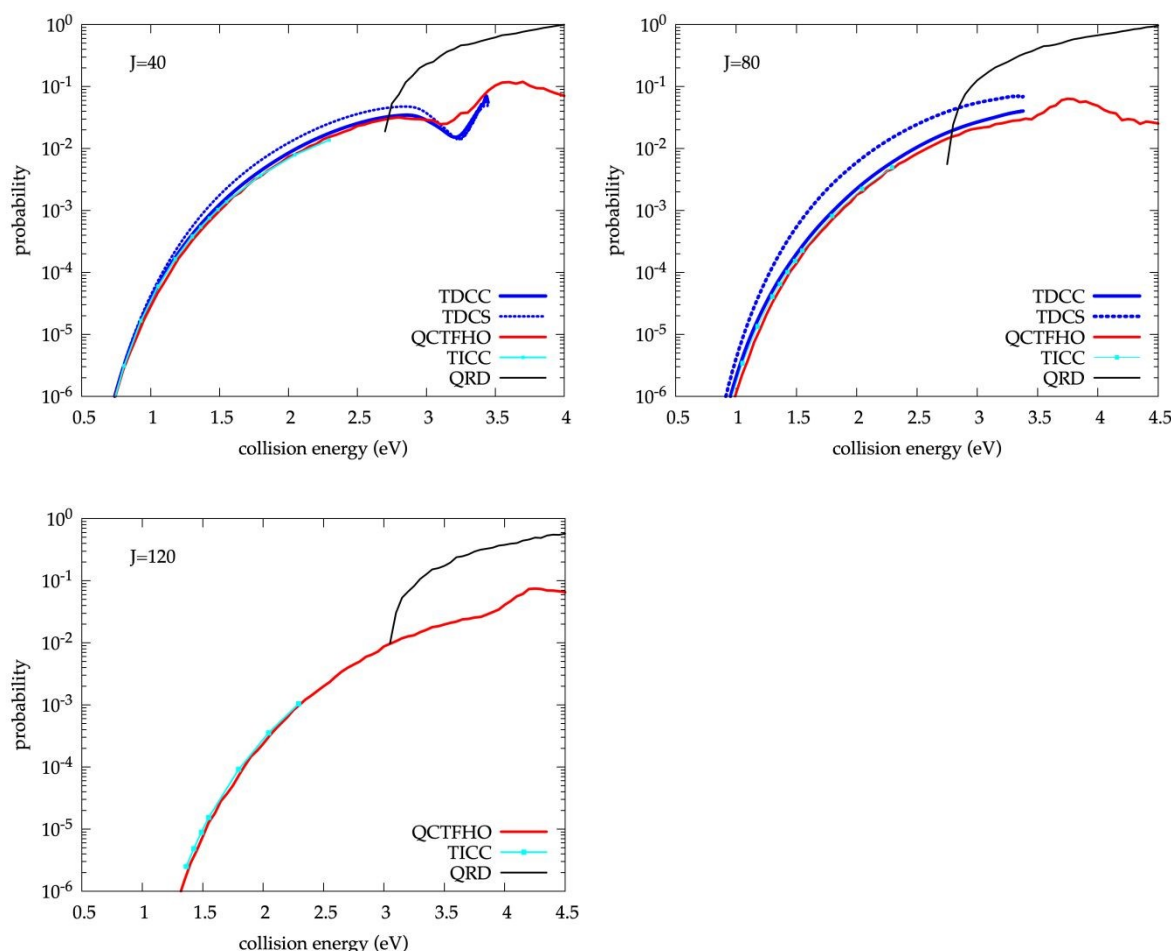 10^0
10^-1
10^-2
10^-3
10^-4
10^-5
10^-6
probability
J=40
TDCC
TDCS
QCTFHO
TICC
QRD
0.5 1 1.5 2 2.5 3 3.5 4
collision energy (eV)
10^0
10^-1
10^-2
10^-3
10^-4
10^-5
10^-6
probability
J=80
TDCC
TDCS
QCTFHO
TICC
QRD
0.5 1 1.5 2 2.5 3 3.5 4 4.5
collision energy (eV)
10^0
10^-1
10^-2
10^-3
10^-4
10^-5
10^-6
probability
J=120
QCTFHO
TICC
QRD
0.5 1 1.5 2 2.5 3 3.5 4 4.5
collision energy (eV)